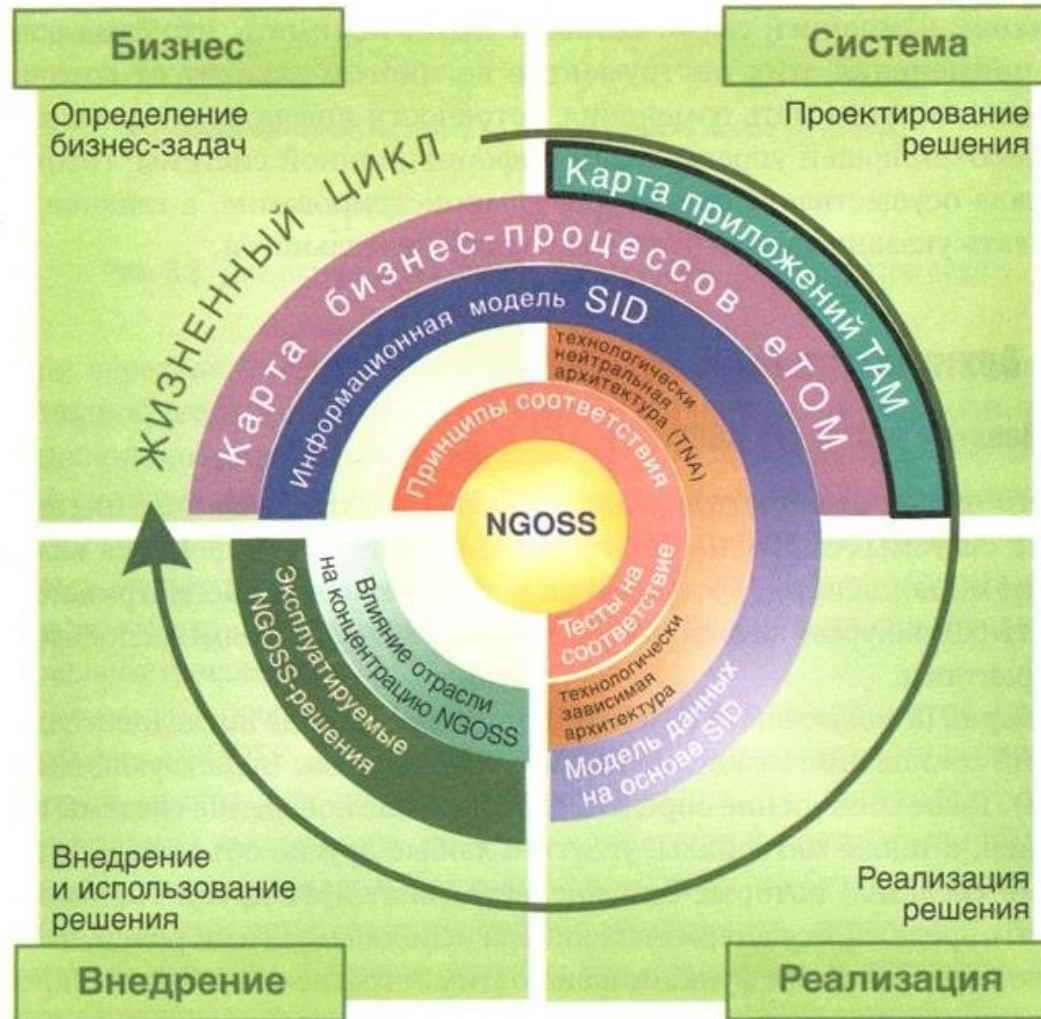 Бизнес
Система
Определение
бизнес-задач
Проектирование
решения
ЖИЗНЕННЫЙ ЦИКЛ
Карта приложений TAM
Карта бизнес-процессов eTOM
Информационная модель SID
технологически
нейтральная
архитектура (TNA)
Принципы соответствия
NGOSS
Тесты на
соответствие
технологически
зависимая
архитектура
Модель данных
на основе SID
Влияние отрасли
на концентрацию NGOSS
Эксплуатируемые
NGOSS-решения
Внедрение
и использование
решения
Реализация
решения
Внедрение
Реализация